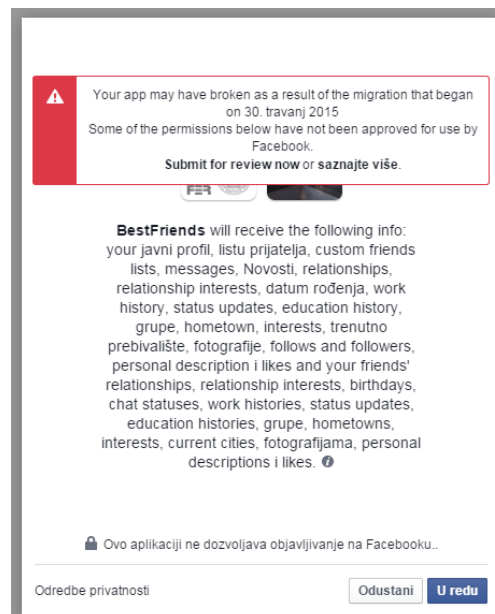 Your app may have broken as a result of the migration that began
on 30. travanj 2015
Some of the permissions below have not been approved for use by
Facebook.
Submit for review now or saznajte više.
FER
BestFriends will receive the following info:
your javni profil, listu prijatelja, custom friends
lists, messages, Novosti, relationships,
relationship interests, datum rođenja, work
history, status updates, education history,
grupe, hometown, interests, trenutno
prebivalište, fotografije, follows and followers,
personal description i likes and your friends'
relationships, relationship interests, birthdays,
chat statuses, work histories, status updates,
education histories, grupe, hometowns,
interests, current cities, fotografijama, personal
descriptions i likes.
Ovo aplikaciji ne dozvoljava objavljivanje na Facebooku..
Odredbe privatnosti
Odustani
U redu